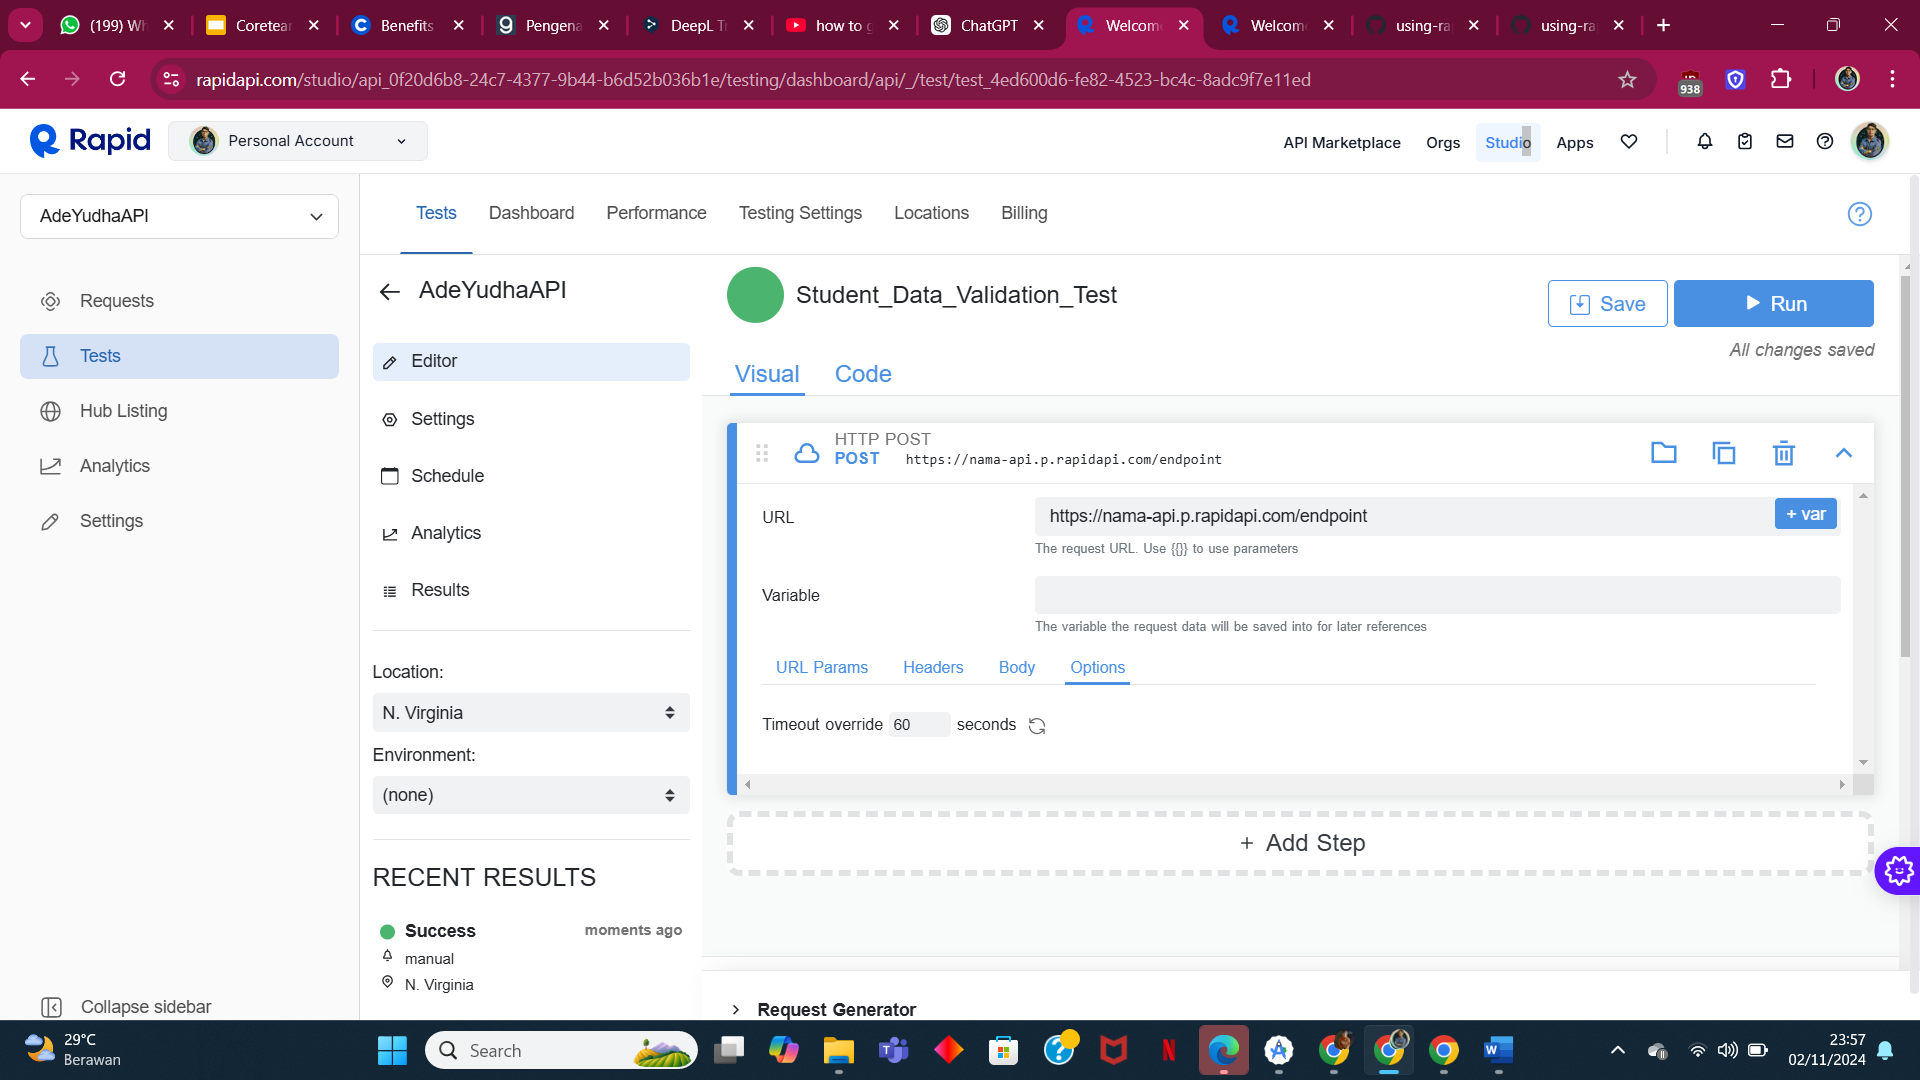 (199) Wh
Coretear
Benefits
Pengena
DeepL Tr
how to g
ChatGPT
Welcome
Welcome
using-ra
using-ra
rapidapi.com/studio/api_0f20d6b8-24c7-4377-9b44-b6d52b036b1e/testing/dashboard/api/_/test/test_4ed600d6-fe82-4523-bc4c-8adc9f7e11ed
938
Rapid
Personal Account
API Marketplace
Orgs
Studio
Apps
AdeYudhaAPI
Requests
Tests
Hub Listing
Analytics
Settings
Collapse sidebar
Tests
Dashboard
Performance
Testing Settings
Locations
Billing
AdeYudhaAPI
Editor
Settings
Schedule
Analytics
Results
Location:
N. Virginia
Environment:
(none)
RECENT RESULTS
Success
moments ago
manual
N. Virginia
Student_Data_Validation_Test
Save
Run
All changes saved
Visual
Code
HTTP POST
POST https://nama-api.p.rapidapi.com/endpoint
URL
https://nama-api.p.rapidapi.com/endpoint
+ var
The request URL. Use {{}} to use parameters
Variable
The variable the request data will be saved into for later references
URL Params
Headers
Body
Options
Timeout override 60 seconds
+ Add Step
Request Generator
29°C
Berawan
Search
23:57
02/11/2024